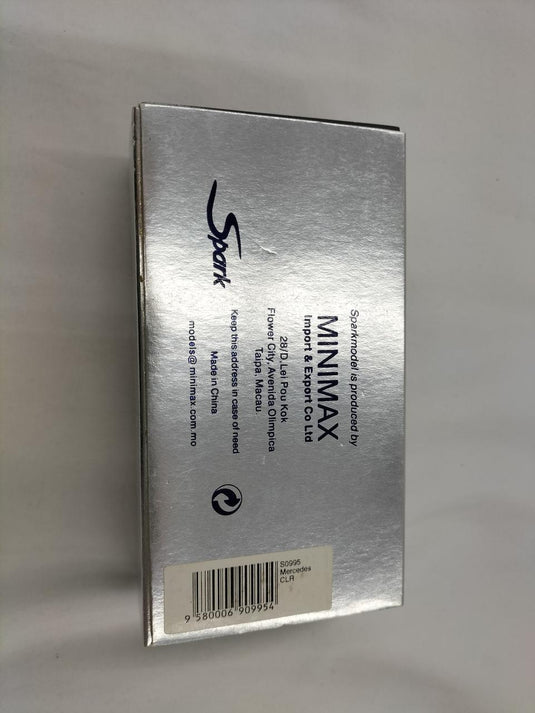 Sparkmodel is produced by
MINIMAX
Import & Export Co Ltd
28/D, Lei Pou Kok
Flower City, Avenida Olimpica
Taipa, Macau.
Spark
Keep this address in case of need
Made in China
models@minimax.com.mo
S0995
Mercedes
CLR
9 580006 909954